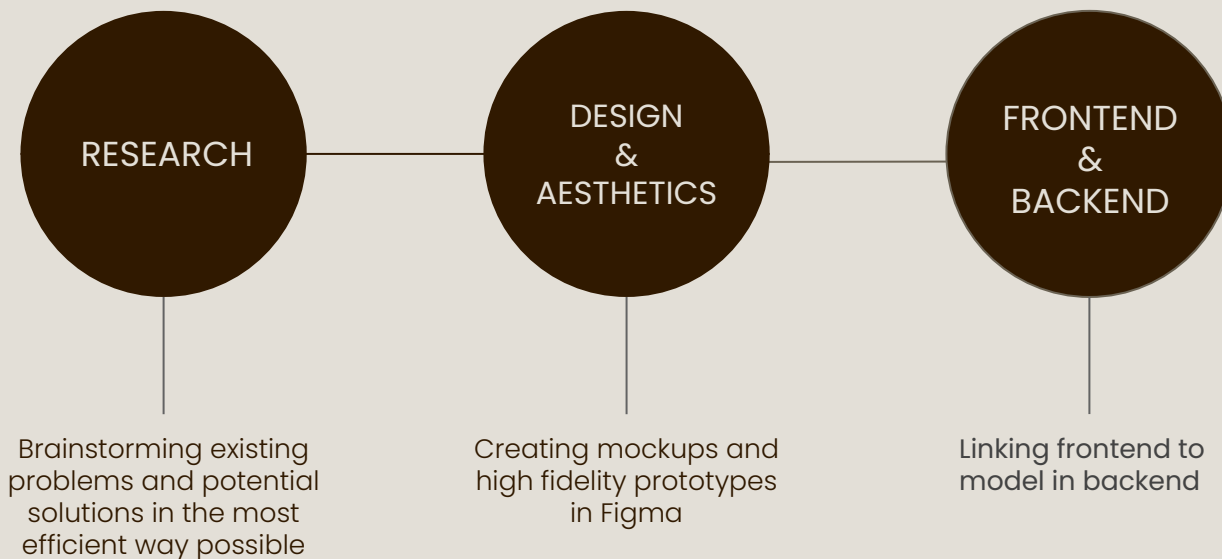 RESEARCH
DESIGN
&
AESTHETICS
FRONTEND
&
BACKEND
Brainstorming existing
problems and potential
solutions in the most
efficient way possible
Creating mockups and
high fidelity prototypes
in Figma
Linking frontend to
model in backend